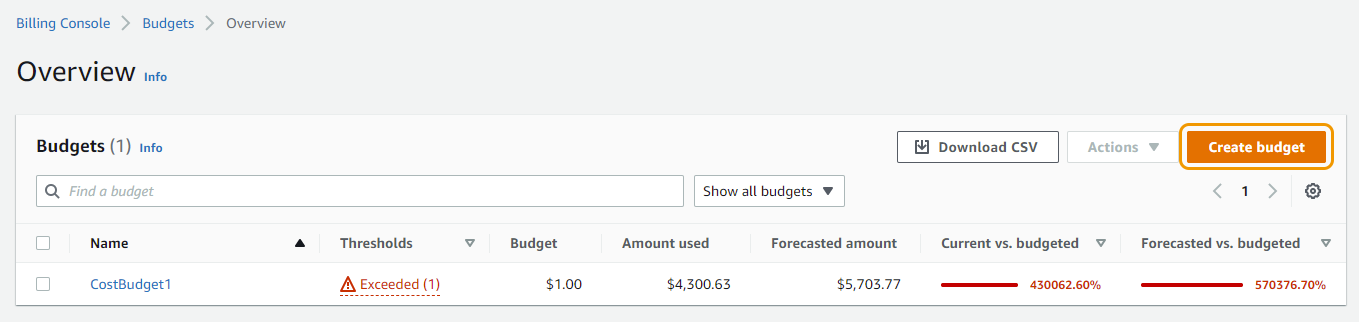 Billing Console > Budgets > Overview
Overview Info
Budgets (1) Info Download CSV Actions Create budget
Find a budget Show all budgets 1
Name Thresholds Budget Amount used Forecasted amount Current vs. budgeted Forecasted vs. budgeted
CostBudget1 Exceeded (1) $1.00 $4,300.63 $5,703.77 430062.60% 570376.70%